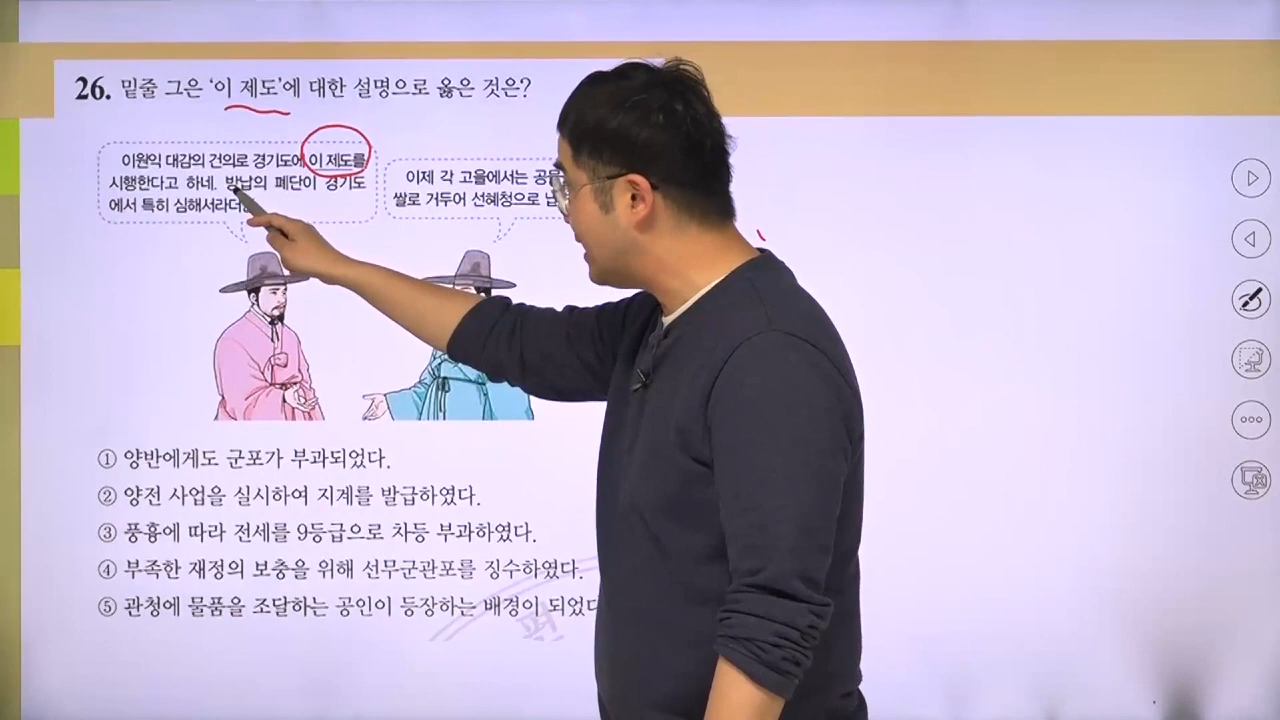 26. 밑줄 그은 '이 제도'에 대한 설명으로 옳은 것은?
이원익 대감의 건의로 경기도에 이 제도를
시행한다고 하네. 방납의 폐단이 경기도
에서 특히 심해서라더
이제 각 고을에서는
쌀로 거두어 선혜청으로
① 양반에게도 군포가 부과되었다.
② 양전 사업을 실시하여 지계를 발급하였다.
③ 풍흉에 따라 전세를 9등급으로 차등 부과하였다.
④ 부족한 재정의 보충을 위해 선무군관포를 징수하였다.
⑤ 관청에 물품을 조달하는 공인이 등장하는 배경이 되었다